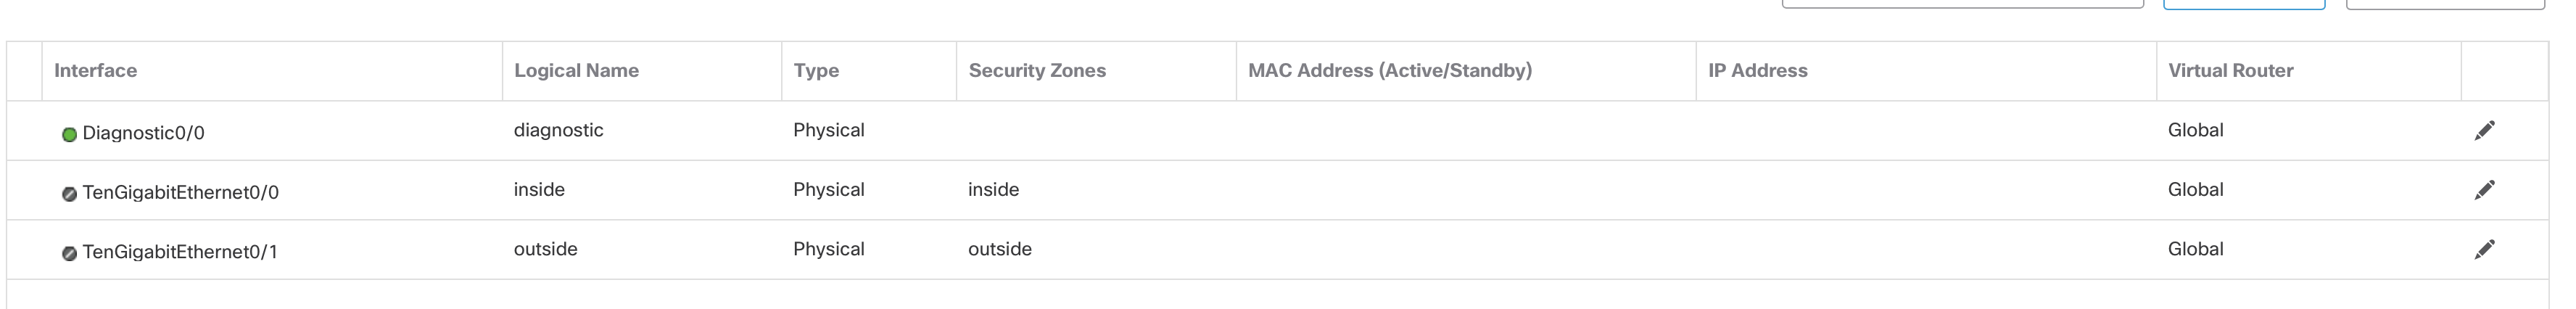 Interface Logical Name Type Security Zones MAC Address (Active/Standby) IP Address Virtual Router
Diagnostic0/0 diagnostic Physical Global
TenGigabitEthernet0/0 inside Physical inside Global
TenGigabitEthernet0/1 outside Physical outside Global